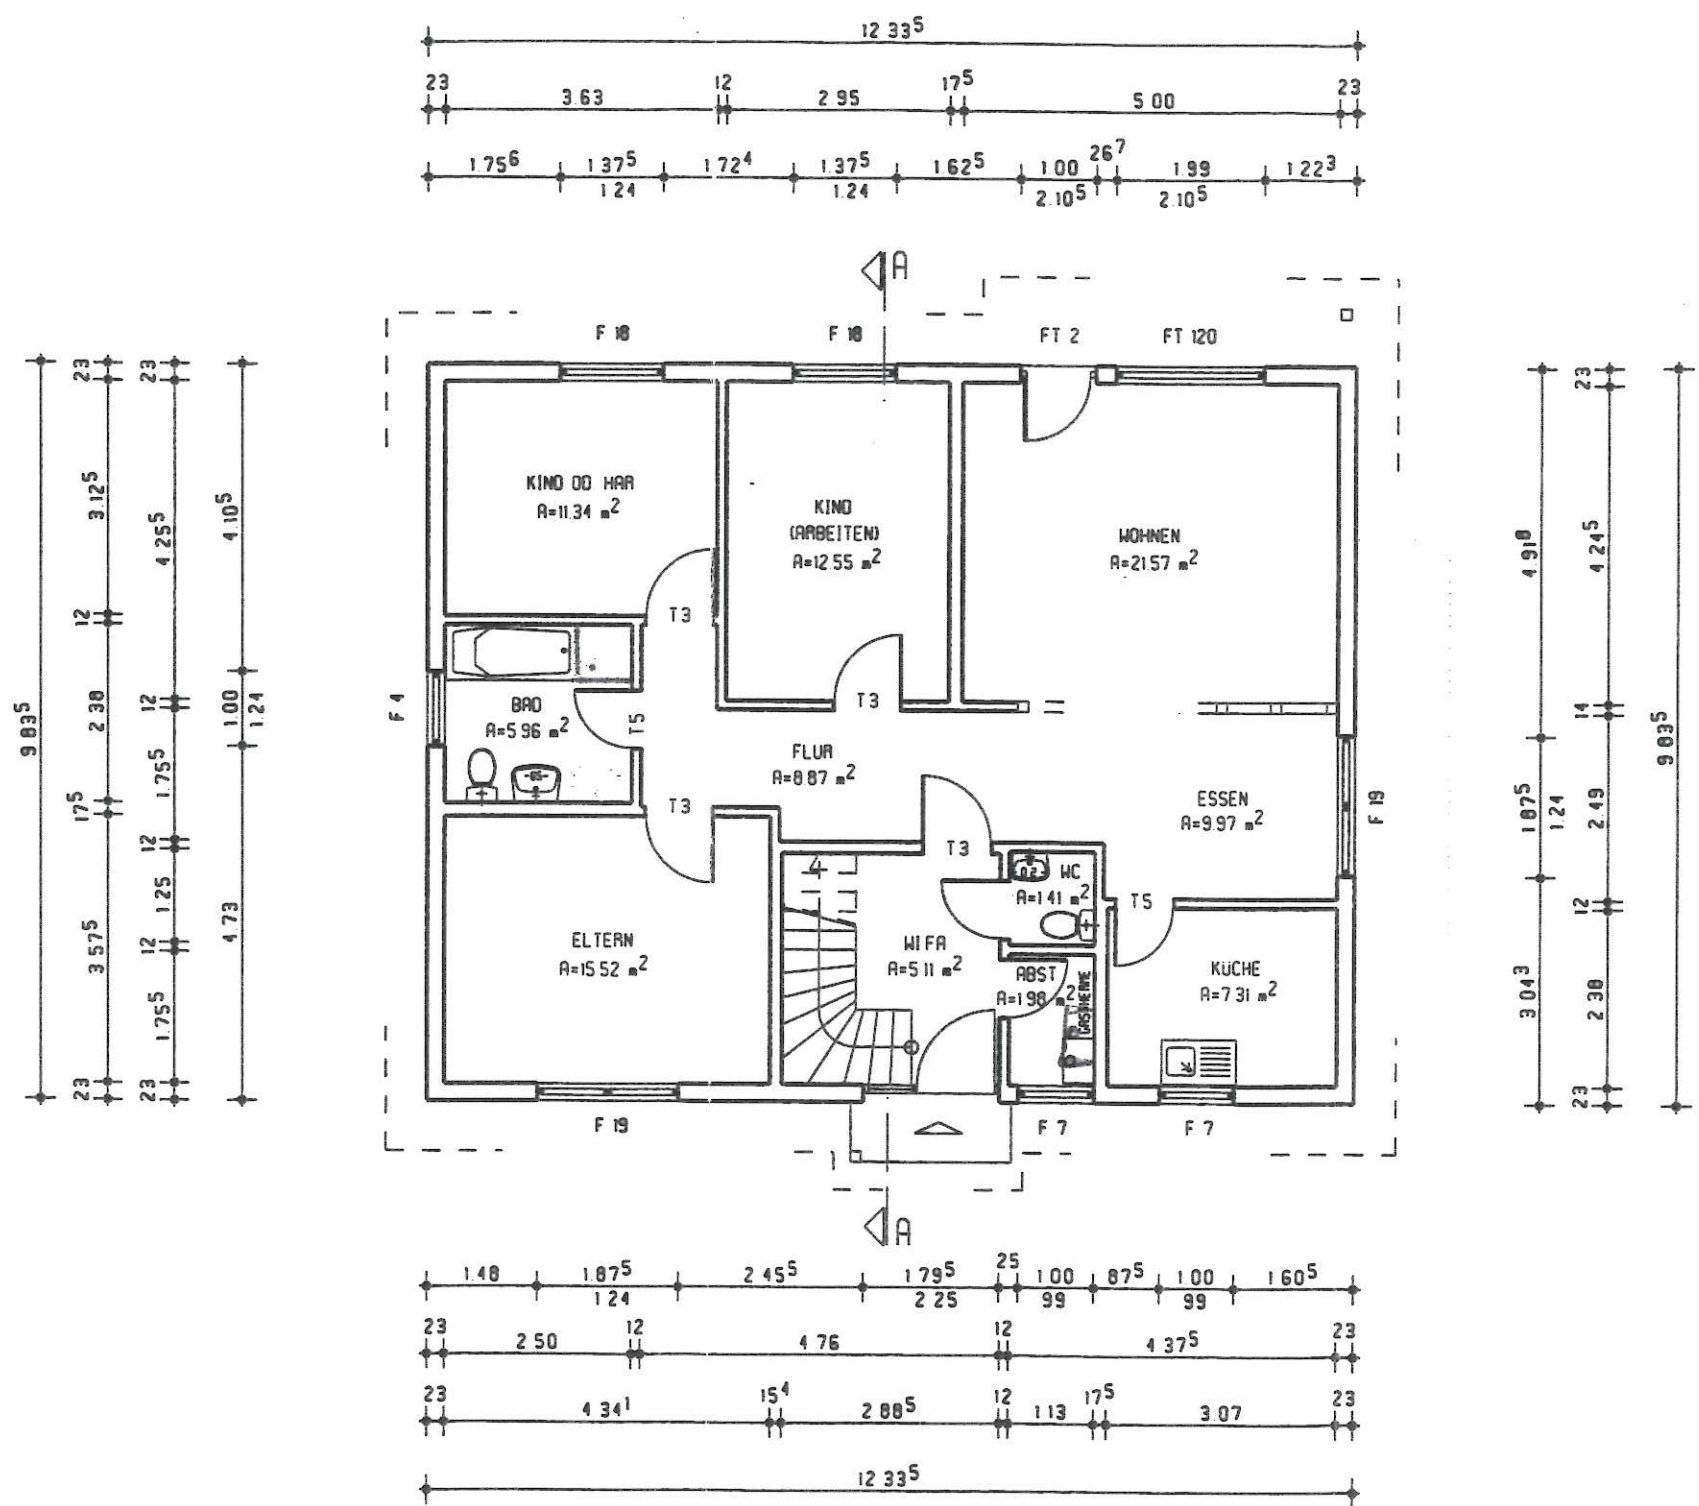 12 33⁵
23 3.63 12 2.95 17⁵ 5 00 23
1.75⁶ 1.37⁵ 1 72⁴ 1.37⁵ 1.62⁵ 1.00 26⁷ 1.99 1 22³
1 24 1.24 2.10⁵ 2.10⁵
A
F 18 F 18 FT 2 FT 120
9 83⁵
23 3.12⁵ 12 2 38 17⁵ 3 57⁵ 23
23 4 25⁵ 12 1.75⁵ 12 1.25 12 1.75⁵ 23
4.10⁵ 1.00 4.73
1.24
F 4
KIND OD HAR
A=11.34 m²
KIND
(ARBEITEN)
A=12.55 m²
WOHNEN
A=21.57 m²
T3
T3
BAD
A=5 96 m²
T5
FLUR
A=8 87 m²
T3
T3
ESSEN
A=9.97 m²
4
WC
A=1 41 m²
T5
ELTERN
A=15.52 m²
WIFA
A=5.11 m²
ABST
A=1 98 m²
GASTHERME
KÜCHE
A=7 31 m²
4.91⁸ 1 87⁵ 3 04³
1.24
23 4 24⁵ 14 2.49 12 2 38 23
9 83⁵
F 19
F 19 F 7 F 7
A
1.48 1.87⁵ 2 45⁵ 1 79⁵ 25 1 00 87⁵ 1.00 1 60⁵
1 24 2 25 99 99
23 2 50 12 4 76 12 4 37⁵ 23
23 4 34¹ 15⁴ 2 88⁵ 12 1 13 17⁵ 3.07 23
12 33⁵